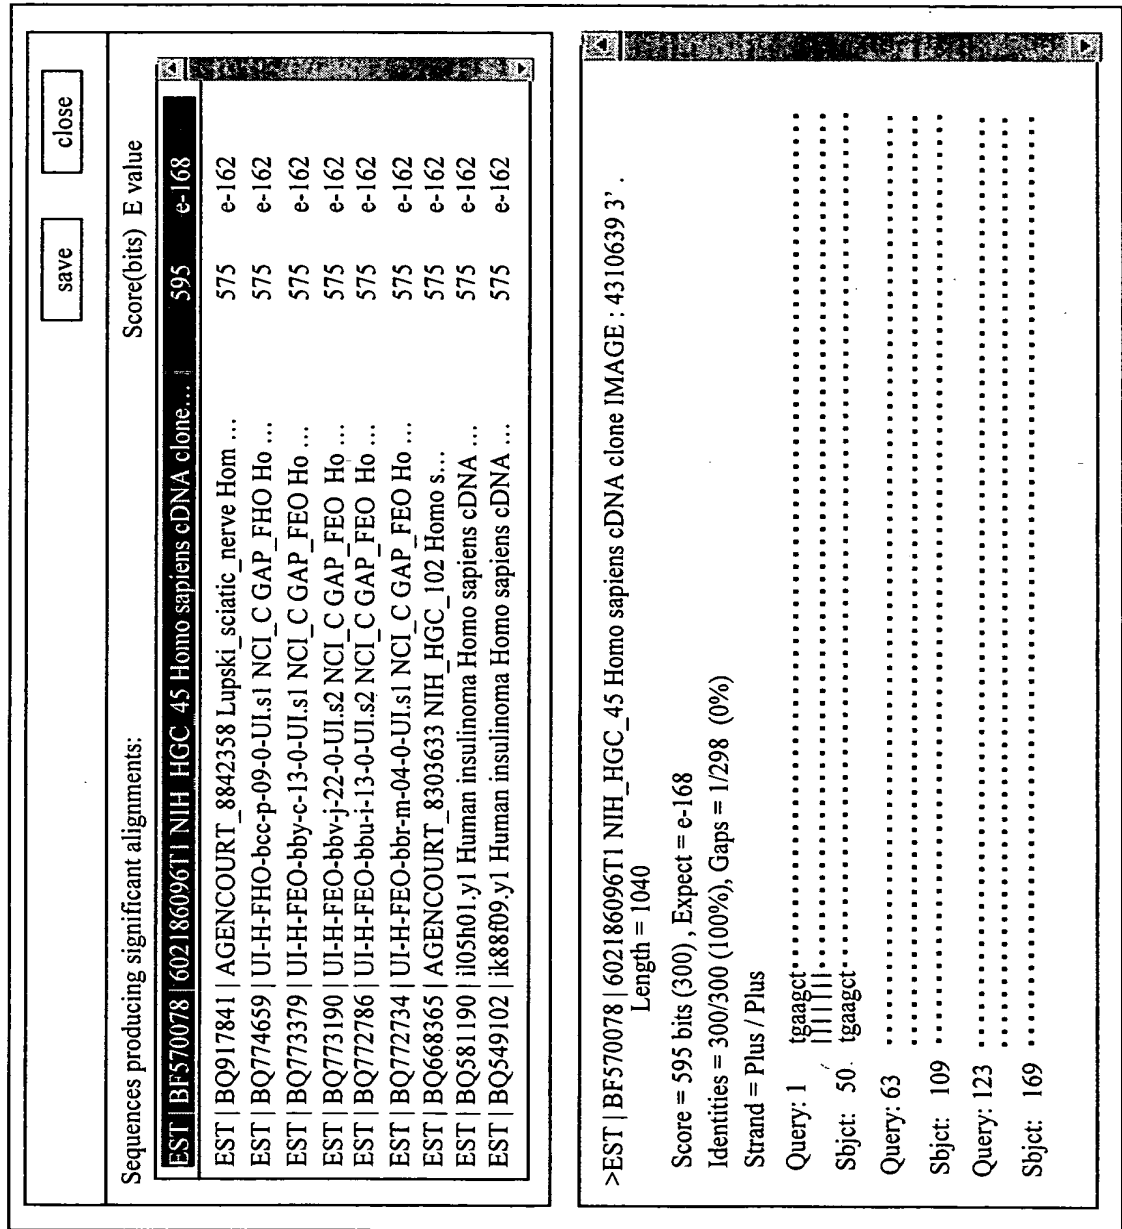 save close
Sequences producing significant alignments: Score(bits) E value
EST | BF570078 | 602186096T1 NIH_HGC_45 Homo sapiens cDNA clone... 595 e-168
EST | BQ917841 | AGENCOURT_8842358 Lupski_sciatic_nerve Hom ... 575 e-162
EST | BQ774659 | UI-H-FHO-bcc-p-09-0-UI.s1 NCI_C GAP_FHO Ho ... 575 e-162
EST | BQ773379 | UI-H-FEO-bby-c-13-0-UI.s1 NCI_C GAP_FEO Ho ... 575 e-162
EST | BQ773190 | UI-H-FEO-bbv-j-22-0-UI.s2 NCI_C GAP_FEO Ho ... 575 e-162
EST | BQ772786 | UI-H-FEO-bbu-i-13-0-UI.s2 NCI_C GAP_FEO Ho ... 575 e-162
EST | BQ772734 | UI-H-FEO-bbr-m-04-0-UI.s1 NCI_C GAP_FEO Ho ... 575 e-162
EST | BQ668365 | AGENCOURT_8303633 NIH_HGC_102 Homo s... 575 e-162
EST | BQ581190 | il05h01.y1 Human insulinoma Homo sapiens cDNA ... 575 e-162
EST | BQ549102 | ik88f09.y1 Human insulinoma Homo sapiens cDNA ... 575 e-162
>EST | BF570078 | 602186096T1 NIH_HGC_45 Homo sapiens cDNA clone IMAGE : 4310639 3' .
Length = 1040
Score = 595 bits (300) , Expect = e-168
Identities = 300/300 (100%), Gaps = 1/298 (0%)
Strand = Plus / Plus
Query: 1 tgaagct
| | | | | | |
Sbjct: 50 tgaagct
Query: 63
Sbjct: 109
Query: 123
Sbjct: 169